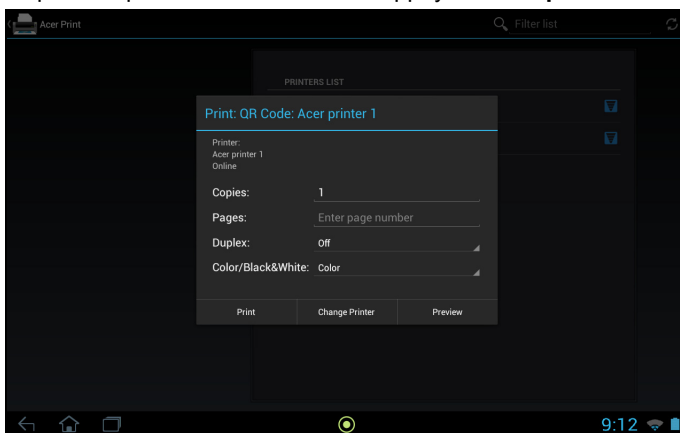 Acer Print
Filter list
PRINTERS LIST
Print: QR Code: Acer printer 1
Printer:
Acer printer 1
Online
Copies: 1
Pages: Enter page number
Duplex: Off
Color/Black&White: Color
Print Change Printer Preview
9:12